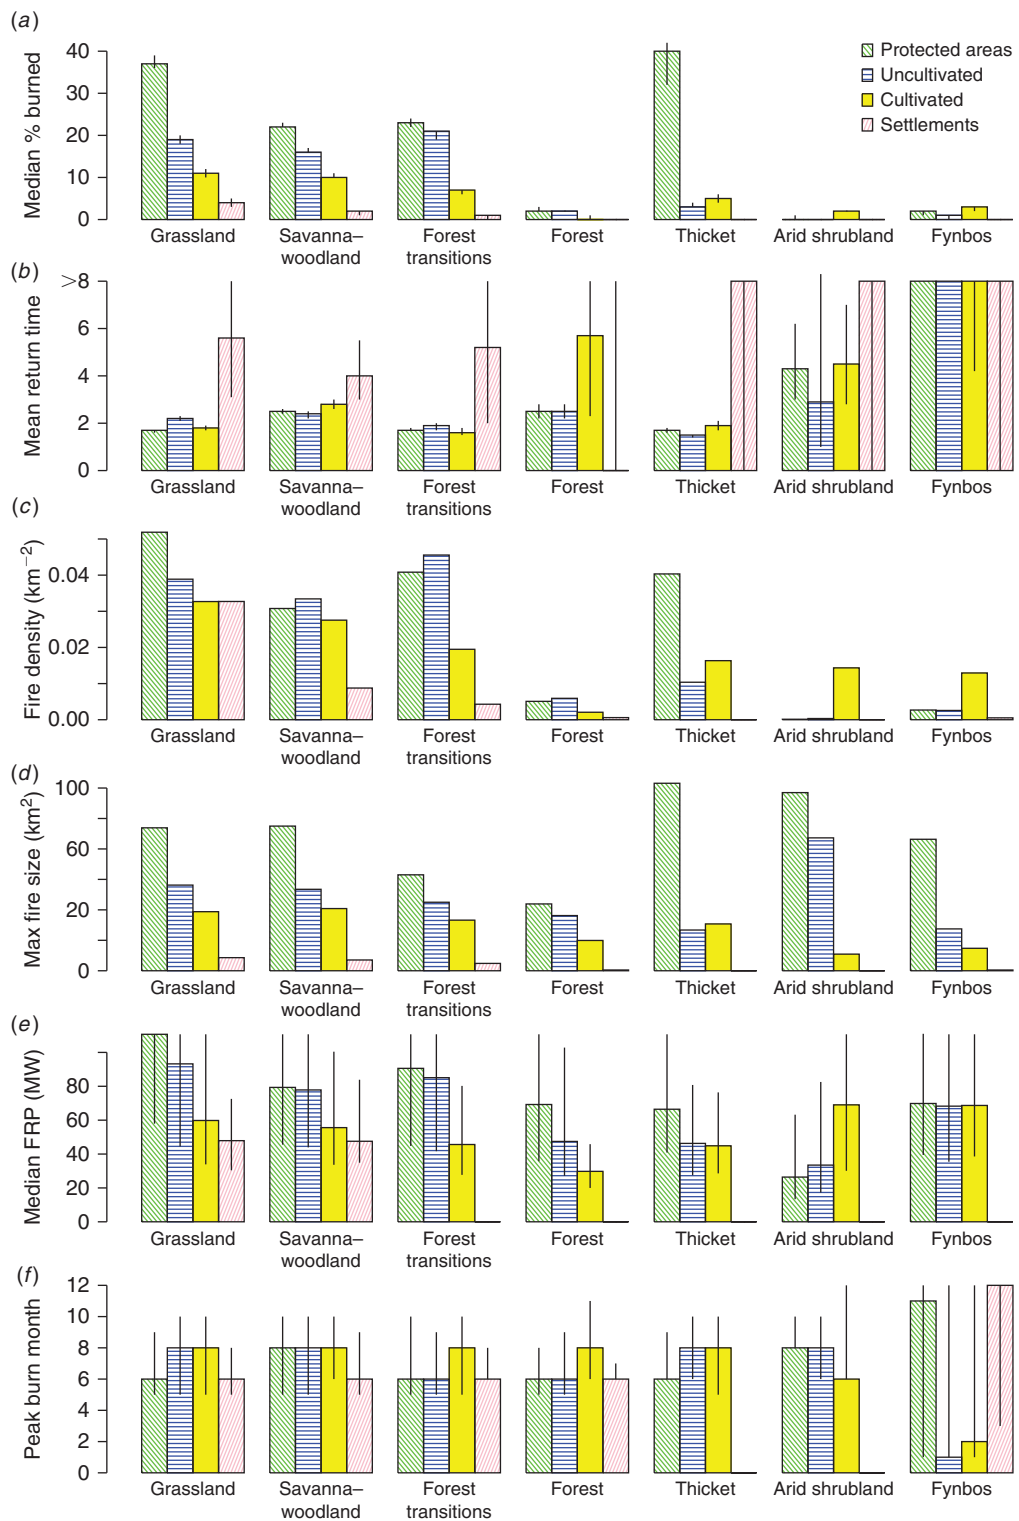 (a)
Median % burned
40
30
20
10
0
Protected areas
Uncultivated
Cultivated
Settlements
Grassland
Savanna–
woodland
Forest
transitions
Forest
Thicket
Arid shrubland
Fynbos
(b)
Mean return time
>8
6
4
2
0
Grassland
Savanna–
woodland
Forest
transitions
Forest
Thicket
Arid shrubland
Fynbos
(c)
Fire density (km−2)
0.04
0.02
0.00
Grassland
Savanna–
woodland
Forest
transitions
Forest
Thicket
Arid shrubland
Fynbos
(d)
Max fire size (km2)
100
60
20
0
Grassland
Savanna–
woodland
Forest
transitions
Forest
Thicket
Arid shrubland
Fynbos
(e)
Median FRP (MW)
80
60
40
20
0
Grassland
Savanna–
woodland
Forest
transitions
Forest
Thicket
Arid shrubland
Fynbos
(f)
Peak burn month
12
10
8
6
4
2
0
Grassland
Savanna–
woodland
Forest
transitions
Forest
Thicket
Arid shrubland
Fynbos